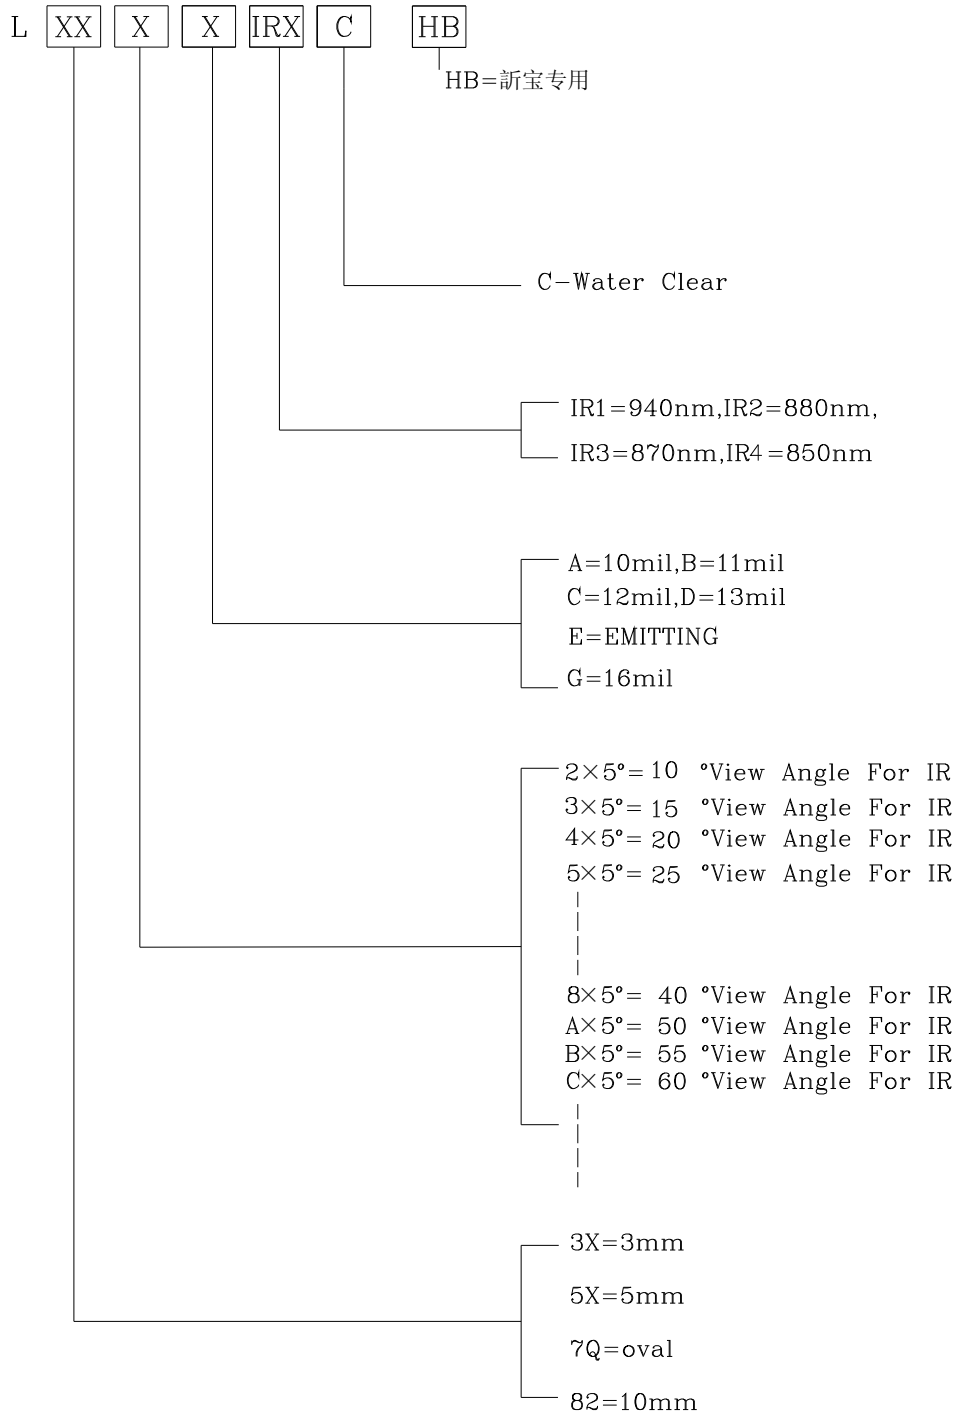 L XX X X IRX C HB
HB=訢宝专用
C-Water Clear
IR1=940nm,IR2=880nm,
IR3=870nm,IR4=850nm
A=10mil,B=11mil
C=12mil,D=13mil
E=EMITTING
G=16mil
2×5°=10 °View Angle For IR
3×5°=15 °View Angle For IR
4×5°=20 °View Angle For IR
5×5°=25 °View Angle For IR
8×5°= 40 °View Angle For IR
A×5°= 50 °View Angle For IR
B×5°= 55 °View Angle For IR
C×5°= 60 °View Angle For IR
3X=3mm
5X=5mm
7Q=oval
82=10mm